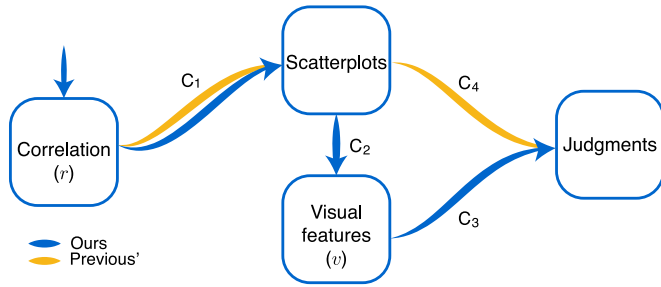 Correlation
(r)
C1
Scatterplots
C2
Visual
features
(v)
C4
C3
Judgments
Ours
Previous'